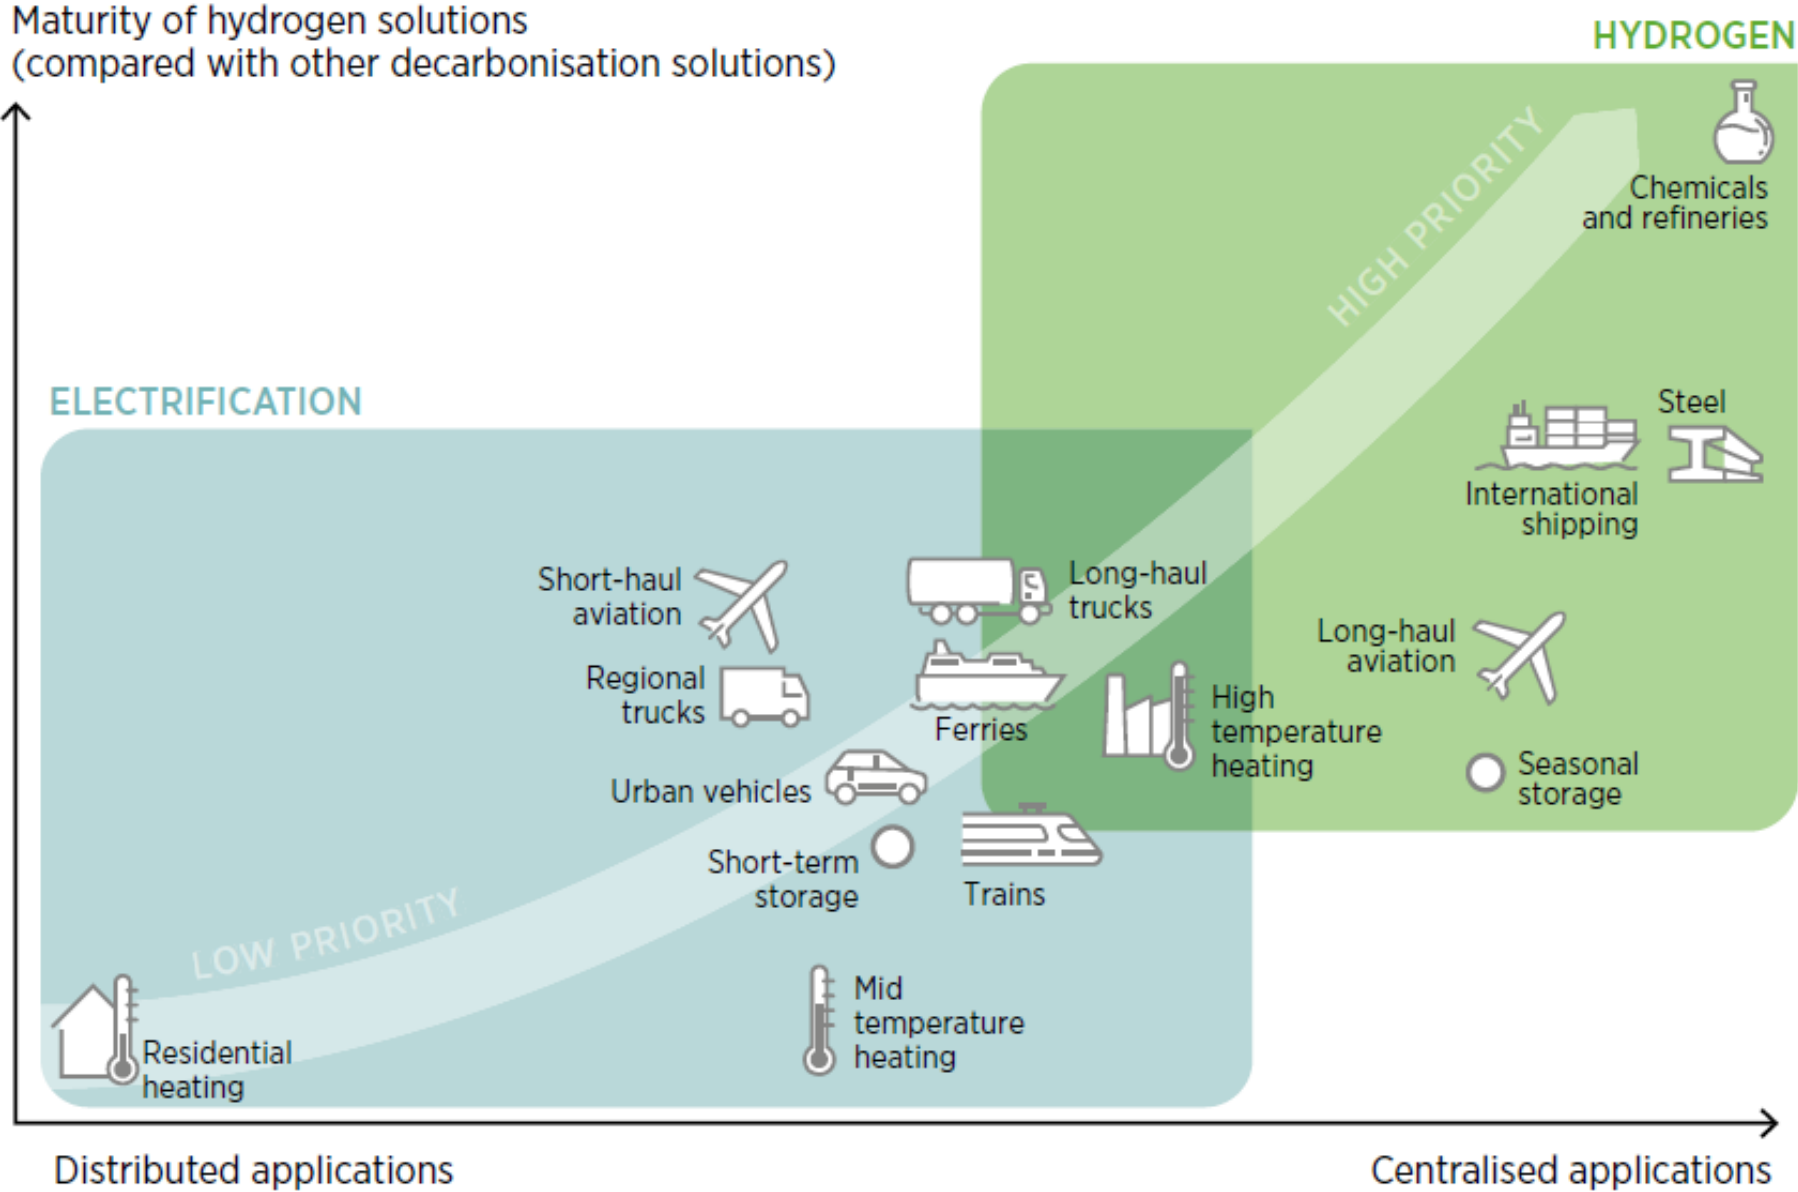 Maturity of hydrogen solutions
(compared with other decarbonisation solutions)
HYDROGEN
HIGH PRIORITY
Chemicals
and refineries
ELECTRIFICATION
Steel
International
shipping
Short-haul
aviation
Long-haul
trucks
Long-haul
aviation
Regional
trucks
Ferries
High
temperature
heating
Urban vehicles
Seasonal
storage
Short-term
storage
Trains
LOW PRIORITY
Mid
temperature
heating
Residential
heating
Distributed applications
Centralised applications